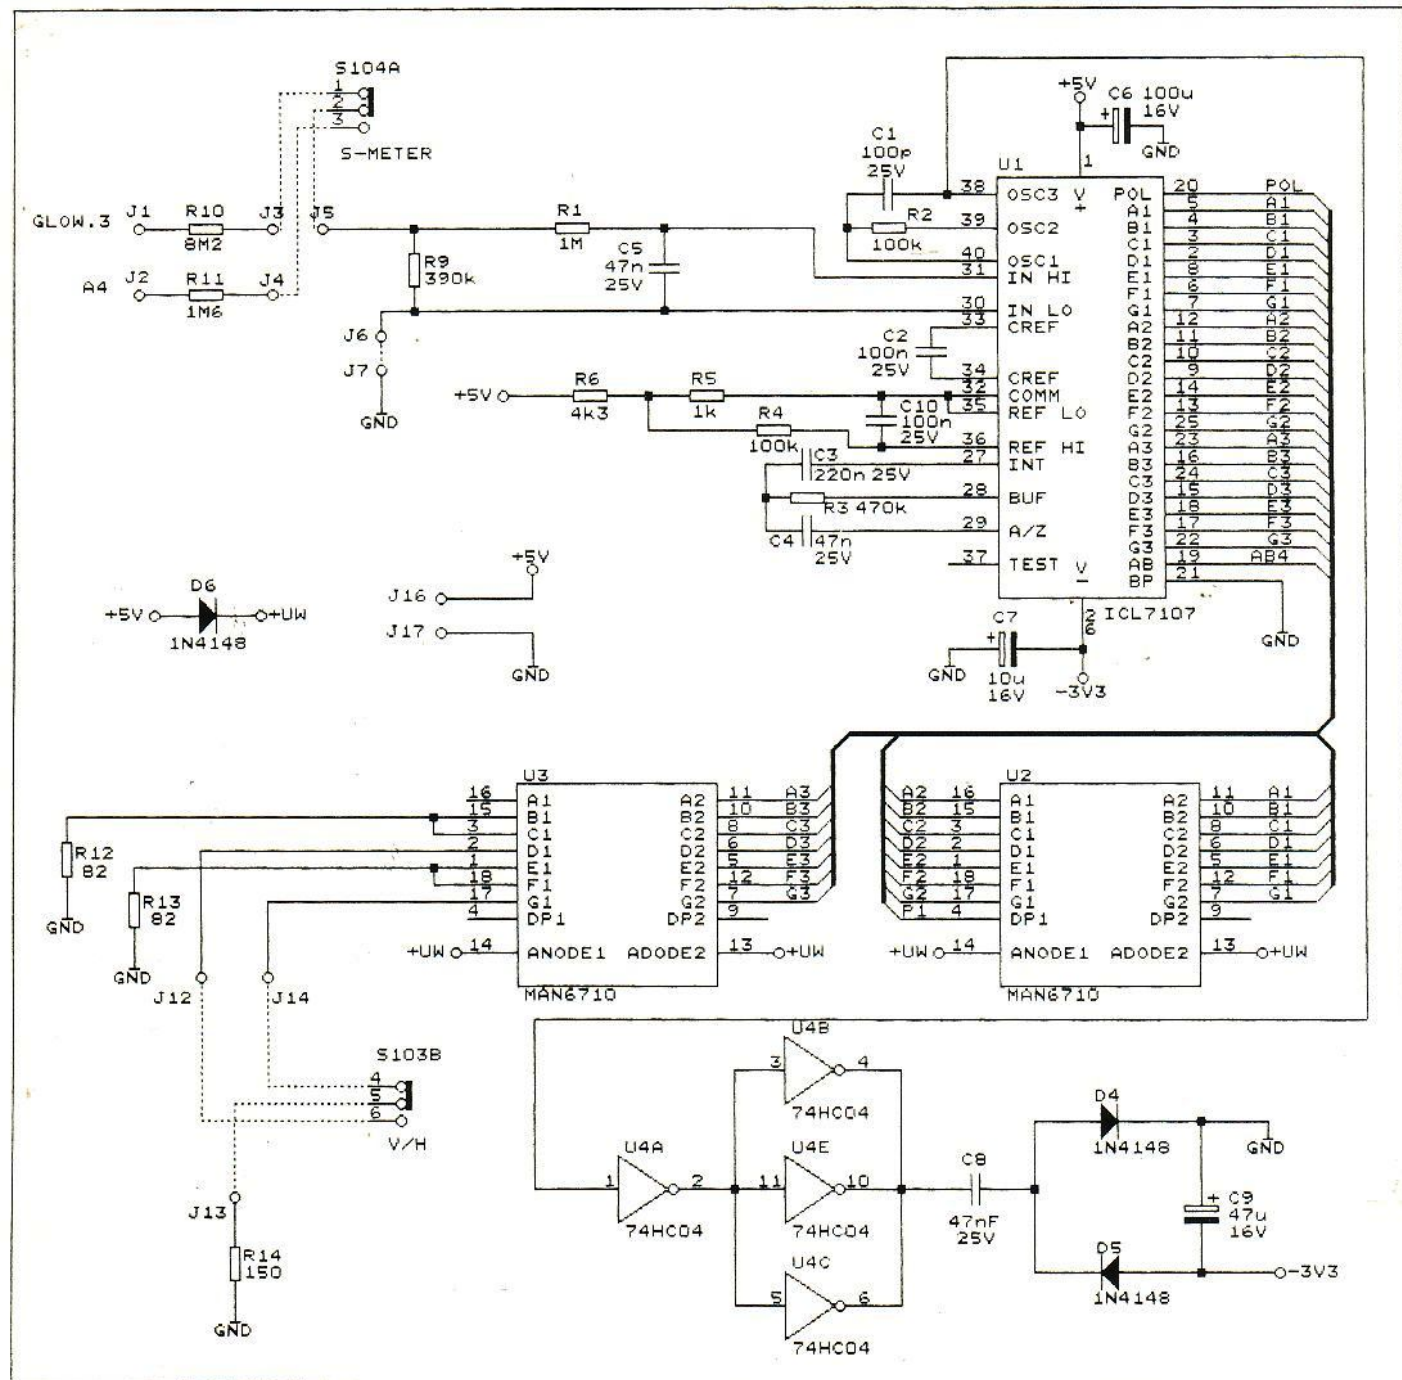 S104A
1
2
3
S-METER
GLOW.3
J1
R10
8M2
J3
J5
A4
J2
R11
1M6
J4
R9
390k
R1
1M
C5
47n
25V
J6
J7
GND
C1
100p
25V
R2
100k
C2
100n
25V
+5V
R6
4k3
R5
1k
R4
100k
C10
100n
25V
C3
220n 25V
R3 470k
C4
47n
25V
+5V
C6 100u
+
16V
GND
U1
1
38 OSC3
39 OSC2
40 OSC1
31 IN HI
30 IN LO
33 CREF
34 CREF
32 COMM
35 REF LO
36 REF HI
27 INT
28 BUF
29 A/Z
37 TEST
V
+
V
-
POL 20 POL
A1 5 A1
B1 4 B1
C1 3 C1
D1 2 D1
E1 8 E1
F1 6 F1
G1 7 G1
A2 12 A2
B2 11 B2
C2 10 C2
D2 9 D2
E2 14 E2
F2 13 F2
G2 25 G2
A3 23 A3
B3 16 B3
C3 24 C3
D3 15 D3
E3 18 E3
F3 17 F3
G3 22 G3
AB 19 AB4
BP 21
GND
ICL7107
26
-3V3
C7
+
10u
16V
GND
D6
+5V
+UW
1N4148
+5V
J16
J17
GND
U3
16 A1
15 B1
3 C1
2 D1
1 E1
18 F1
17 G1
4 DP1
+UW 14 ANODE1
A2 11 A3
B2 10 B3
C2 8 C3
D2 6 D3
E2 5 E3
F2 12 F3
G2 7 G3
DP2 9
ADODE2 13 +UW
MAN6710
U2
A2 16 A1
B2 15 B1
C2 3 C1
D2 2 D1
E2 1 E1
F2 18 F1
G2 17 G1
P1 4 DP1
+UW 14 ANODE1
A2 11 A1
B2 10 B1
C2 8 C1
D2 6 D1
E2 5 E1
F2 12 F1
G2 7 G1
DP2 9
ADODE2 13 +UW
MAN6710
R12
82
GND
R13
82
GND
J12
J14
S103B
4
5
6
V/H
J13
R14
150
GND
U4A
1
2
74HC04
U4B
3
4
74HC04
U4E
11
10
74HC04
U4C
5
6
74HC04
C8
47nF
25V
D4
1N4148
GND
+
C9
47u
16V
D5
1N4148
-3V3